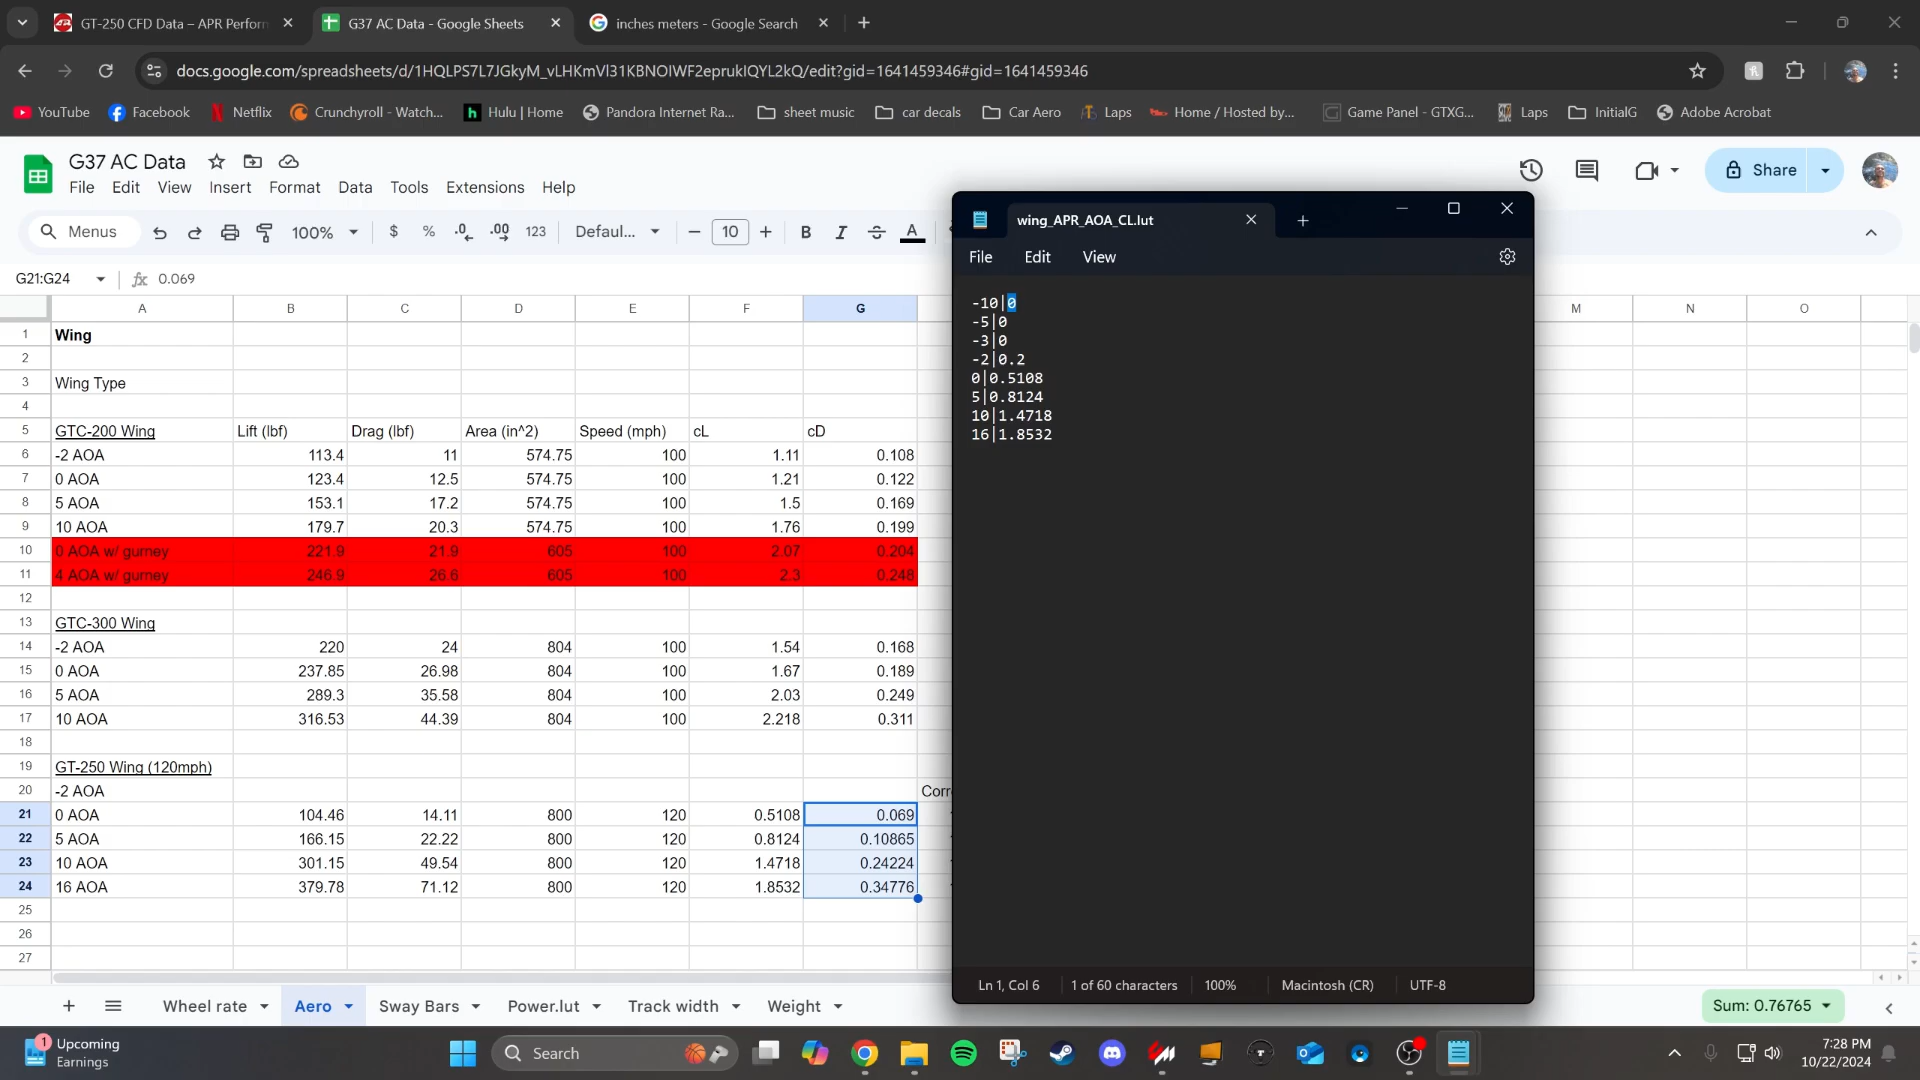 GT-250 CFD Data – APR Perforn
G37 AC Data - Google Sheets
inches meters - Google Search
docs.google.com/spreadsheets/d/1HQLPS7L7JGkyM_vLHKmVl31KBNOIWF2eprukIQYL2kQ/edit?gid=1641459346#gid=1641459346
YouTube Facebook Netflix Crunchyroll - Watch... Hulu | Home Pandora Internet Ra... sheet music car decals Car Aero Laps Home / Hosted by... Game Panel - GTXG... Laps InitialG Adobe Acrobat
G37 AC Data
File Edit View Insert Format Data Tools Extensions Help
Share
Menus 100% $ % .0 .00 123 Defaul... 10 B I S A
G21:G24 fx 0.069
A B C D E F G M N O
1 Wing
2
3 Wing Type
4
5 GTC-200 Wing Lift (lbf) Drag (lbf) Area (in^2) Speed (mph) cL cD
6 -2 AOA 113.4 11 574.75 100 1.11 0.108
7 0 AOA 123.4 12.5 574.75 100 1.21 0.122
8 5 AOA 153.1 17.2 574.75 100 1.5 0.169
9 10 AOA 179.7 20.3 574.75 100 1.76 0.199
10 0 AOA w/ gurney 221.9 21.9 605 100 2.07 0.204
11 4 AOA w/ gurney 246.9 26.6 605 100 2.3 0.248
12
13 GTC-300 Wing
14 -2 AOA 220 24 804 100 1.54 0.168
15 0 AOA 237.85 26.98 804 100 1.67 0.189
16 5 AOA 289.3 35.58 804 100 2.03 0.249
17 10 AOA 316.53 44.39 804 100 2.218 0.311
18
19 GT-250 Wing (120mph)
20 -2 AOA Corr
21 0 AOA 104.46 14.11 800 120 0.5108 0.069
22 5 AOA 166.15 22.22 800 120 0.8124 0.10865
23 10 AOA 301.15 49.54 800 120 1.4718 0.24224
24 16 AOA 379.78 71.12 800 120 1.8532 0.34776
25
26
27
Wheel rate Aero Sway Bars Power.lut Track width Weight
Sum: 0.76765
wing_APR_AOA_CL.lut
File Edit View
-10|0
-5|0
-3|0
-2|0.2
0|0.5108
5|0.8124
10|1.4718
16|1.8532
Ln 1, Col 6 1 of 60 characters 100% Macintosh (CR) UTF-8
1
Upcoming
Earnings
Search
7:28 PM
10/22/2024